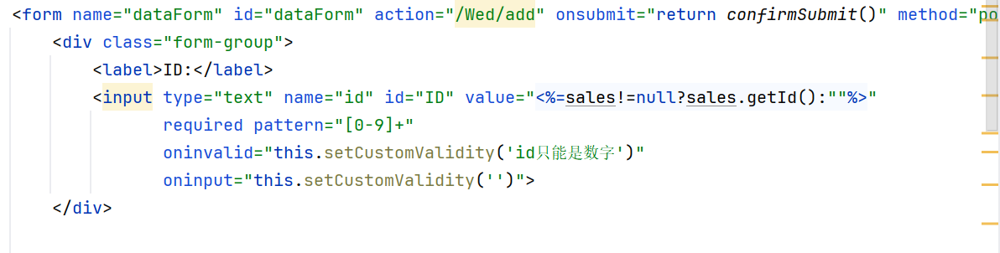 <form name="dataForm" id="dataForm" action="/Wed/add" onsubmit="return confirmSubmit()" method="po
<div class="form-group">
<label>ID:</label>
<input type="text" name="id" id="ID" value="<%=sales!=null?sales.getId():""%>"
required pattern="[0-9]+"
oninvalid="this.setCustomValidity('id只能是数字')"
oninput="this.setCustomValidity('')">
</div>